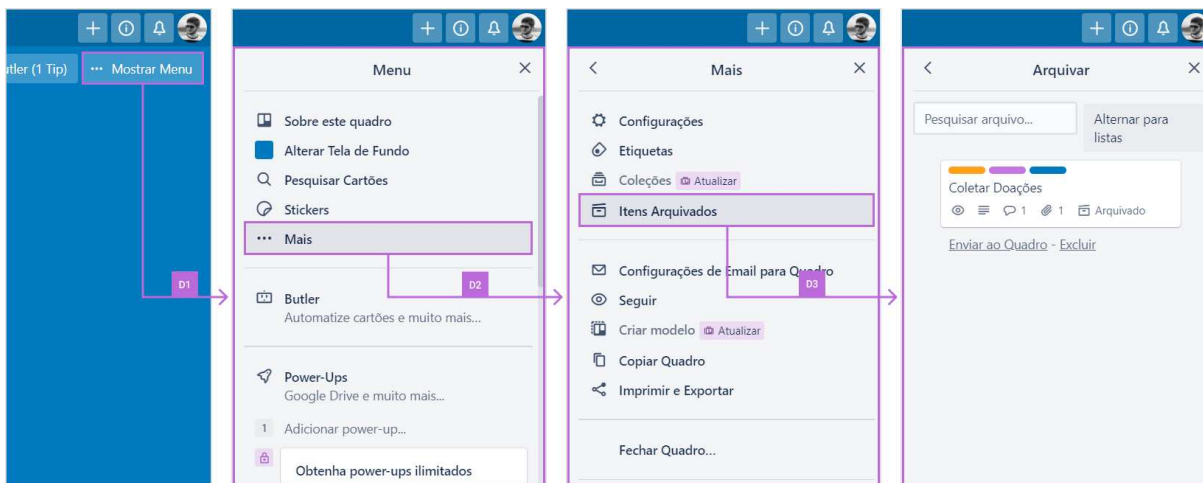 utler (1 Tip)
Mostrar Menu
D1
Menu
Sobre este quadro
Alterar Tela de Fundo
Pesquisar Cartões
Stickers
Mais
D2
Butler
Automatize cartões e muito mais...
Power-Ups
Google Drive e muito mais...
1 Adicionar power-up...
Obtenha power-ups ilimitados
Mais
Configurações
Etiquetas
Coleções Atualizar
Itens Arquivados
Configurações de Email para Quadro
D3
Seguir
Criar modelo Atualizar
Copiar Quadro
Imprimir e Exportar
Fechar Quadro...
Arquivar
Pesquisar arquivo...
Alternar para
listas
Coletar Doações
1 1 Arquivado
Enviar ao Quadro - Excluir